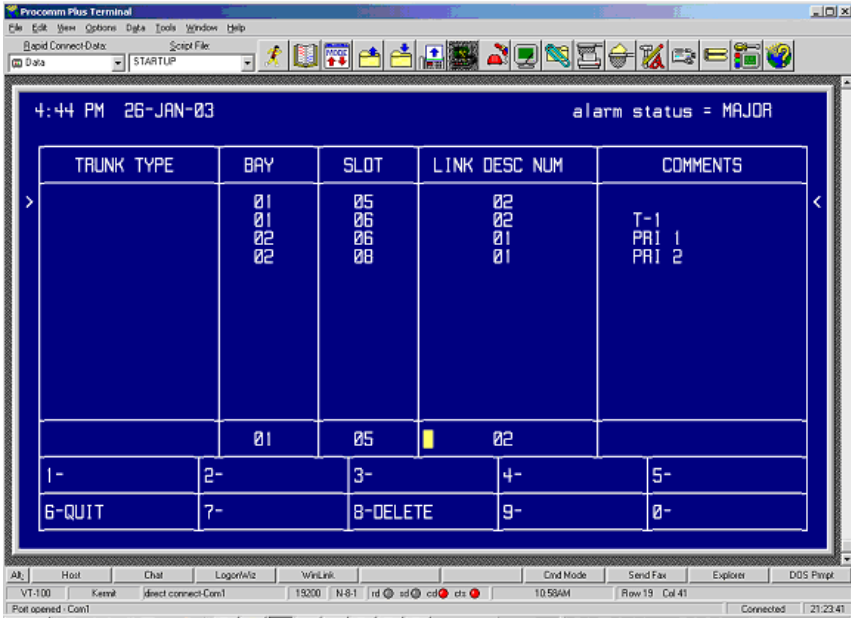 Procomm Plus Terminal
File Edit View Options Data Tools Window Help
Rapid Connect-Data: Script File:
Data STARTUP MODE
4:44 PM 26-JAN-03 alarm status = MAJOR
TRUNK TYPE BAY SLOT LINK DESC NUM COMMENTS
> 01 05 02 <
01 06 02 T-1
02 06 01 PRI 1
02 08 01 PRI 2
01 05 02
1- 2- 3- 4- 5-
6-QUIT 7- 8-DELETE 9- 0-
Alt: Host Chat LogonWiz WinLink Cmd Mode Send Fax Explorer DOS Prmpt
VT-100 Kermit direct connect-Com1 19200 N-8-1 rd sd cd cts 10:58AM Row 19 Col 41
Port opened - Com1 Connected 21:23:41